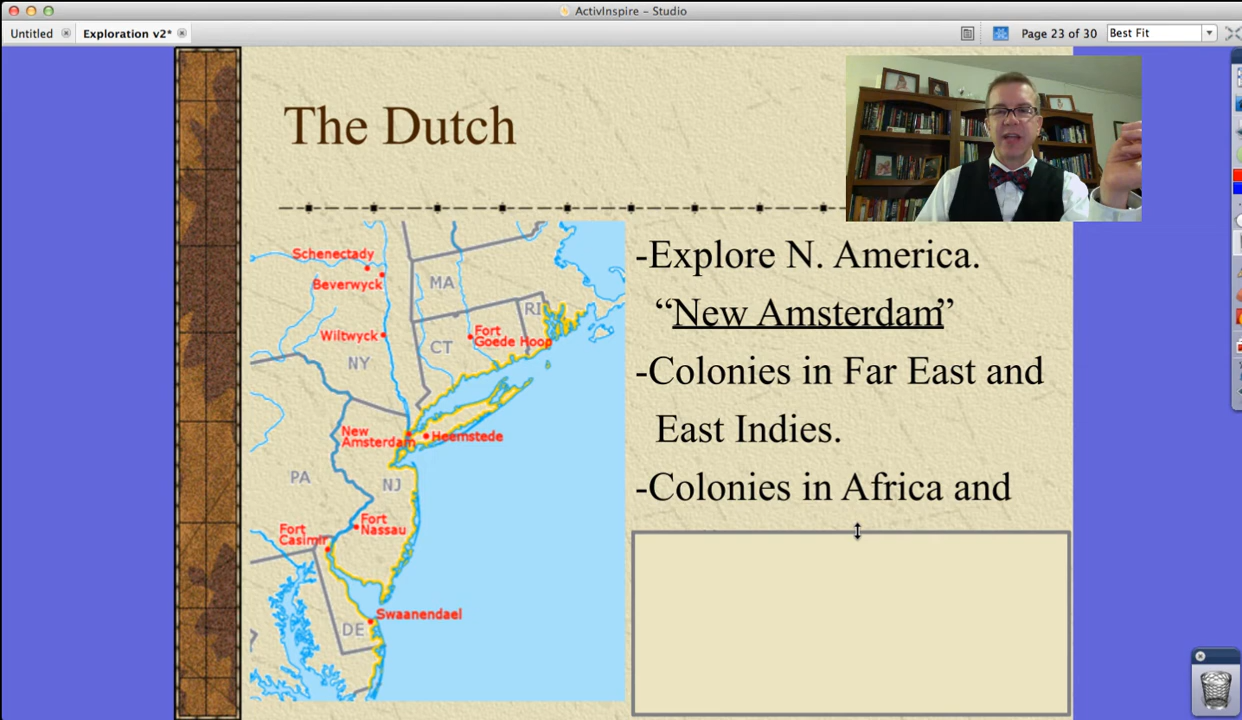 ActivInspire – Studio
Untitled
Exploration v2*
Page 23 of 30
Best Fit
The Dutch
-Explore N. America.
“New Amsterdam”
-Colonies in Far East and
East Indies.
-Colonies in Africa and
Schenectady
Beverwyck
MA
Wiltwyck
NY
CT
RI
Fort
Goede Hoop
New
Amsterdam
Heemstede
PA
NJ
Fort
Nassau
Fort
Casimir
Swaanendael
DE